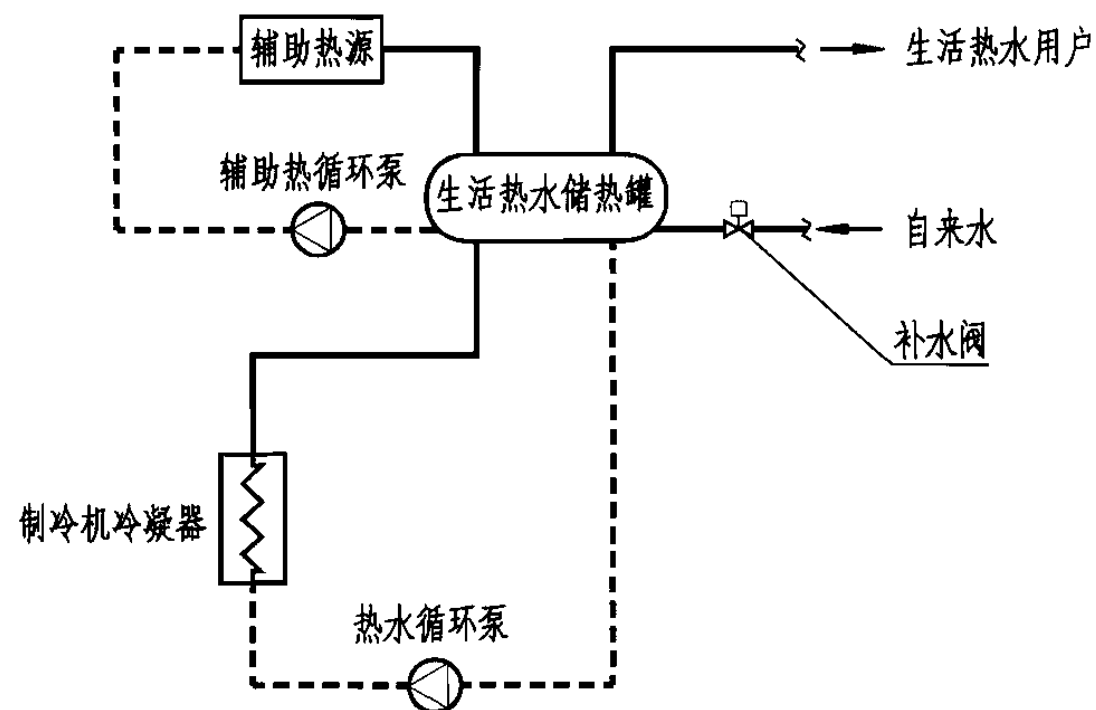 辅助热源
生活热水用户
辅助热循环泵
生活热水储热罐
自来水
补水阀
制冷机冷凝器
热水循环泵